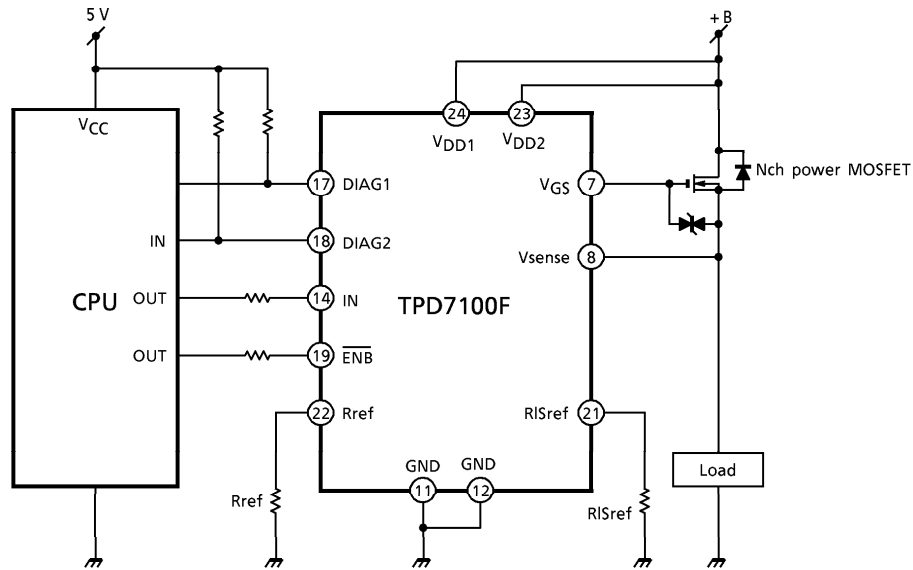 5 V
+ B
VCC
24
23
VDD1
VDD2
17
DIAG1
VGS
7
Nch power MOSFET
IN
18
DIAG2
Vsense
8
CPU
OUT
14
IN
TPD7100F
OUT
19
ENB
22
Rref
RISref
21
GND
GND
11
12
Load
Rref
RISref